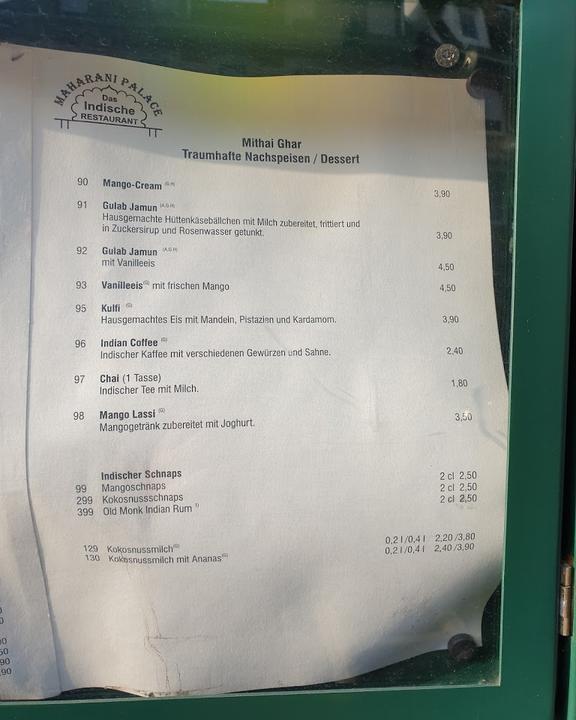 MAHARANI PALACE
Das
Indische
RESTAURANT
Mithai Ghar
Traumhafte Nachspeisen / Dessert
90 Mango-Cream (G,H) 3,90
91 Gulab Jamun (A,G,H)
Hausgemachte Hüttenkäsebällchen mit Milch zubereitet, frittiert und
in Zuckersirup und Rosenwasser getunkt. 3,90
92 Gulab Jamun (A,G,H)
mit Vanilleeis 4,50
93 Vanilleeis(G) mit frischen Mango 4,50
95 Kulfi (G)
Hausgemachtes Eis mit Mandeln, Pistazien und Kardamom. 3,90
96 Indian Coffee (G)
Indischer Kaffee mit verschiedenen Gewürzen und Sahne. 2,40
97 Chai (1 Tasse)
Indischer Tee mit Milch. 1,80
98 Mango Lassi (G)
Mangogetränk zubereitet mit Joghurt. 3,50
Indischer Schnaps
99 Mangoschnaps 2 cl 2,50
299 Kokosnussschnaps 2 cl 2,50
399 Old Monk Indian Rum 1) 2 cl 2,50
129 Kokosnussmilch(G) 0,2 l/0,4 l 2,20 /3,80
130 Kokosnussmilch mit Ananas(G) 0,2 l/0,4 l 2,40 /3,90